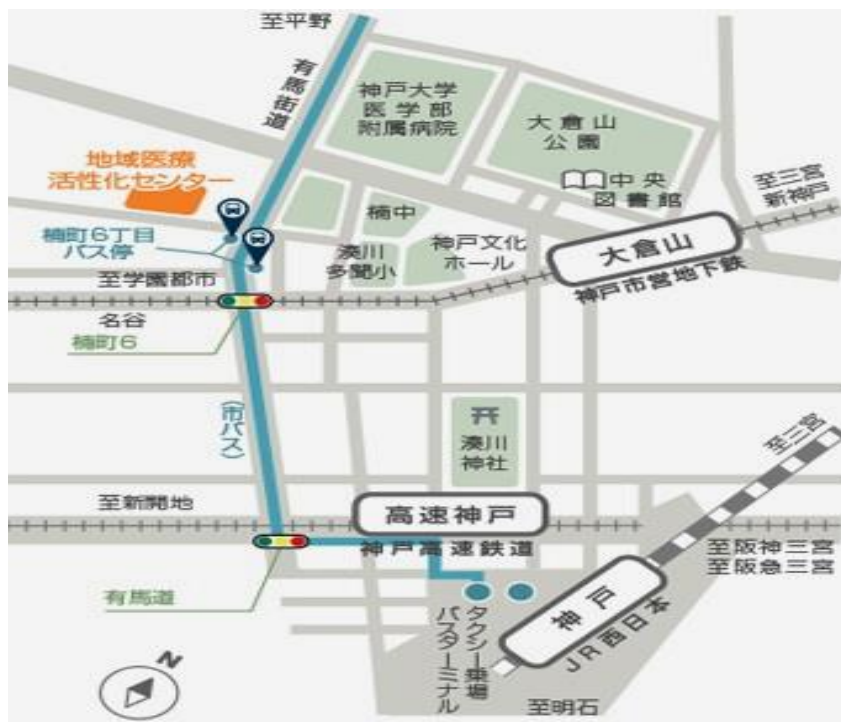 至平野
有馬街道
神戸大学
医学部
附属病院
大倉山
公園
地域医療
活性化センター
中央
図書館
至三宮
新神戸
楠中
楠町6丁目
バス停
湊川
多聞小
神戸文化
ホール
大倉山
神戸市営地下鉄
至学園都市
名谷
楠町6
(市バス)
湊川
神社
至三宮
至新開地
高速神戸
神戸高速鉄道
至阪神三宮
至阪急三宮
有馬道
神戸
JR西日本
タクシー乗場
バスターミナル
至明石
N